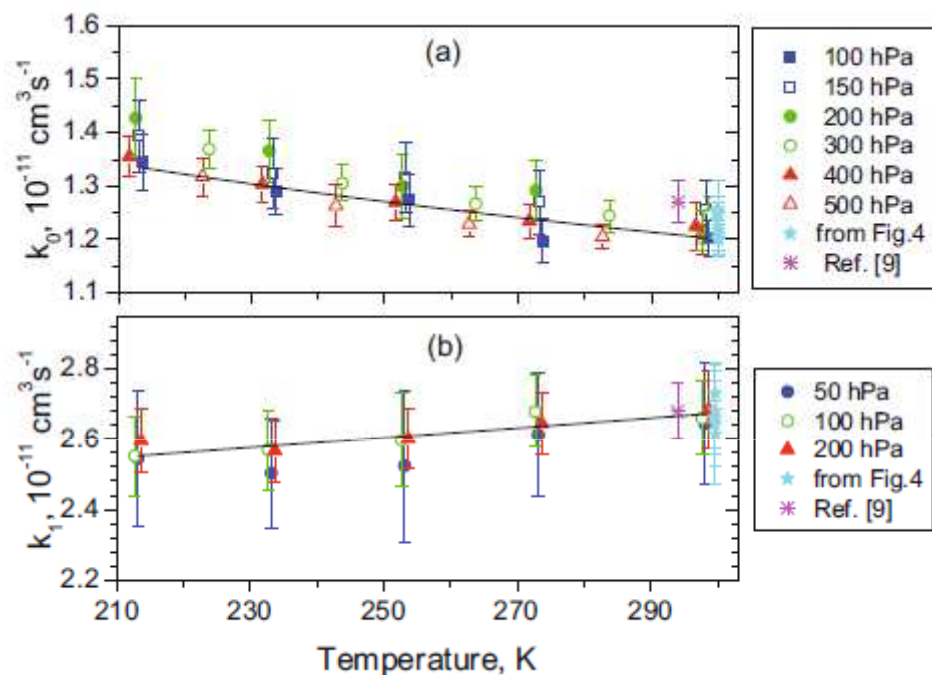 (a)
k0, 10-11 cm3s-1
1.6
1.5
1.4
1.3
1.2
1.1
100 hPa
150 hPa
200 hPa
300 hPa
400 hPa
500 hPa
from Fig.4
Ref. [9]
(b)
k1, 10-11 cm3s-1
2.8
2.6
2.4
2.2
50 hPa
100 hPa
200 hPa
from Fig.4
Ref. [9]
210 230 250 270 290
Temperature, K